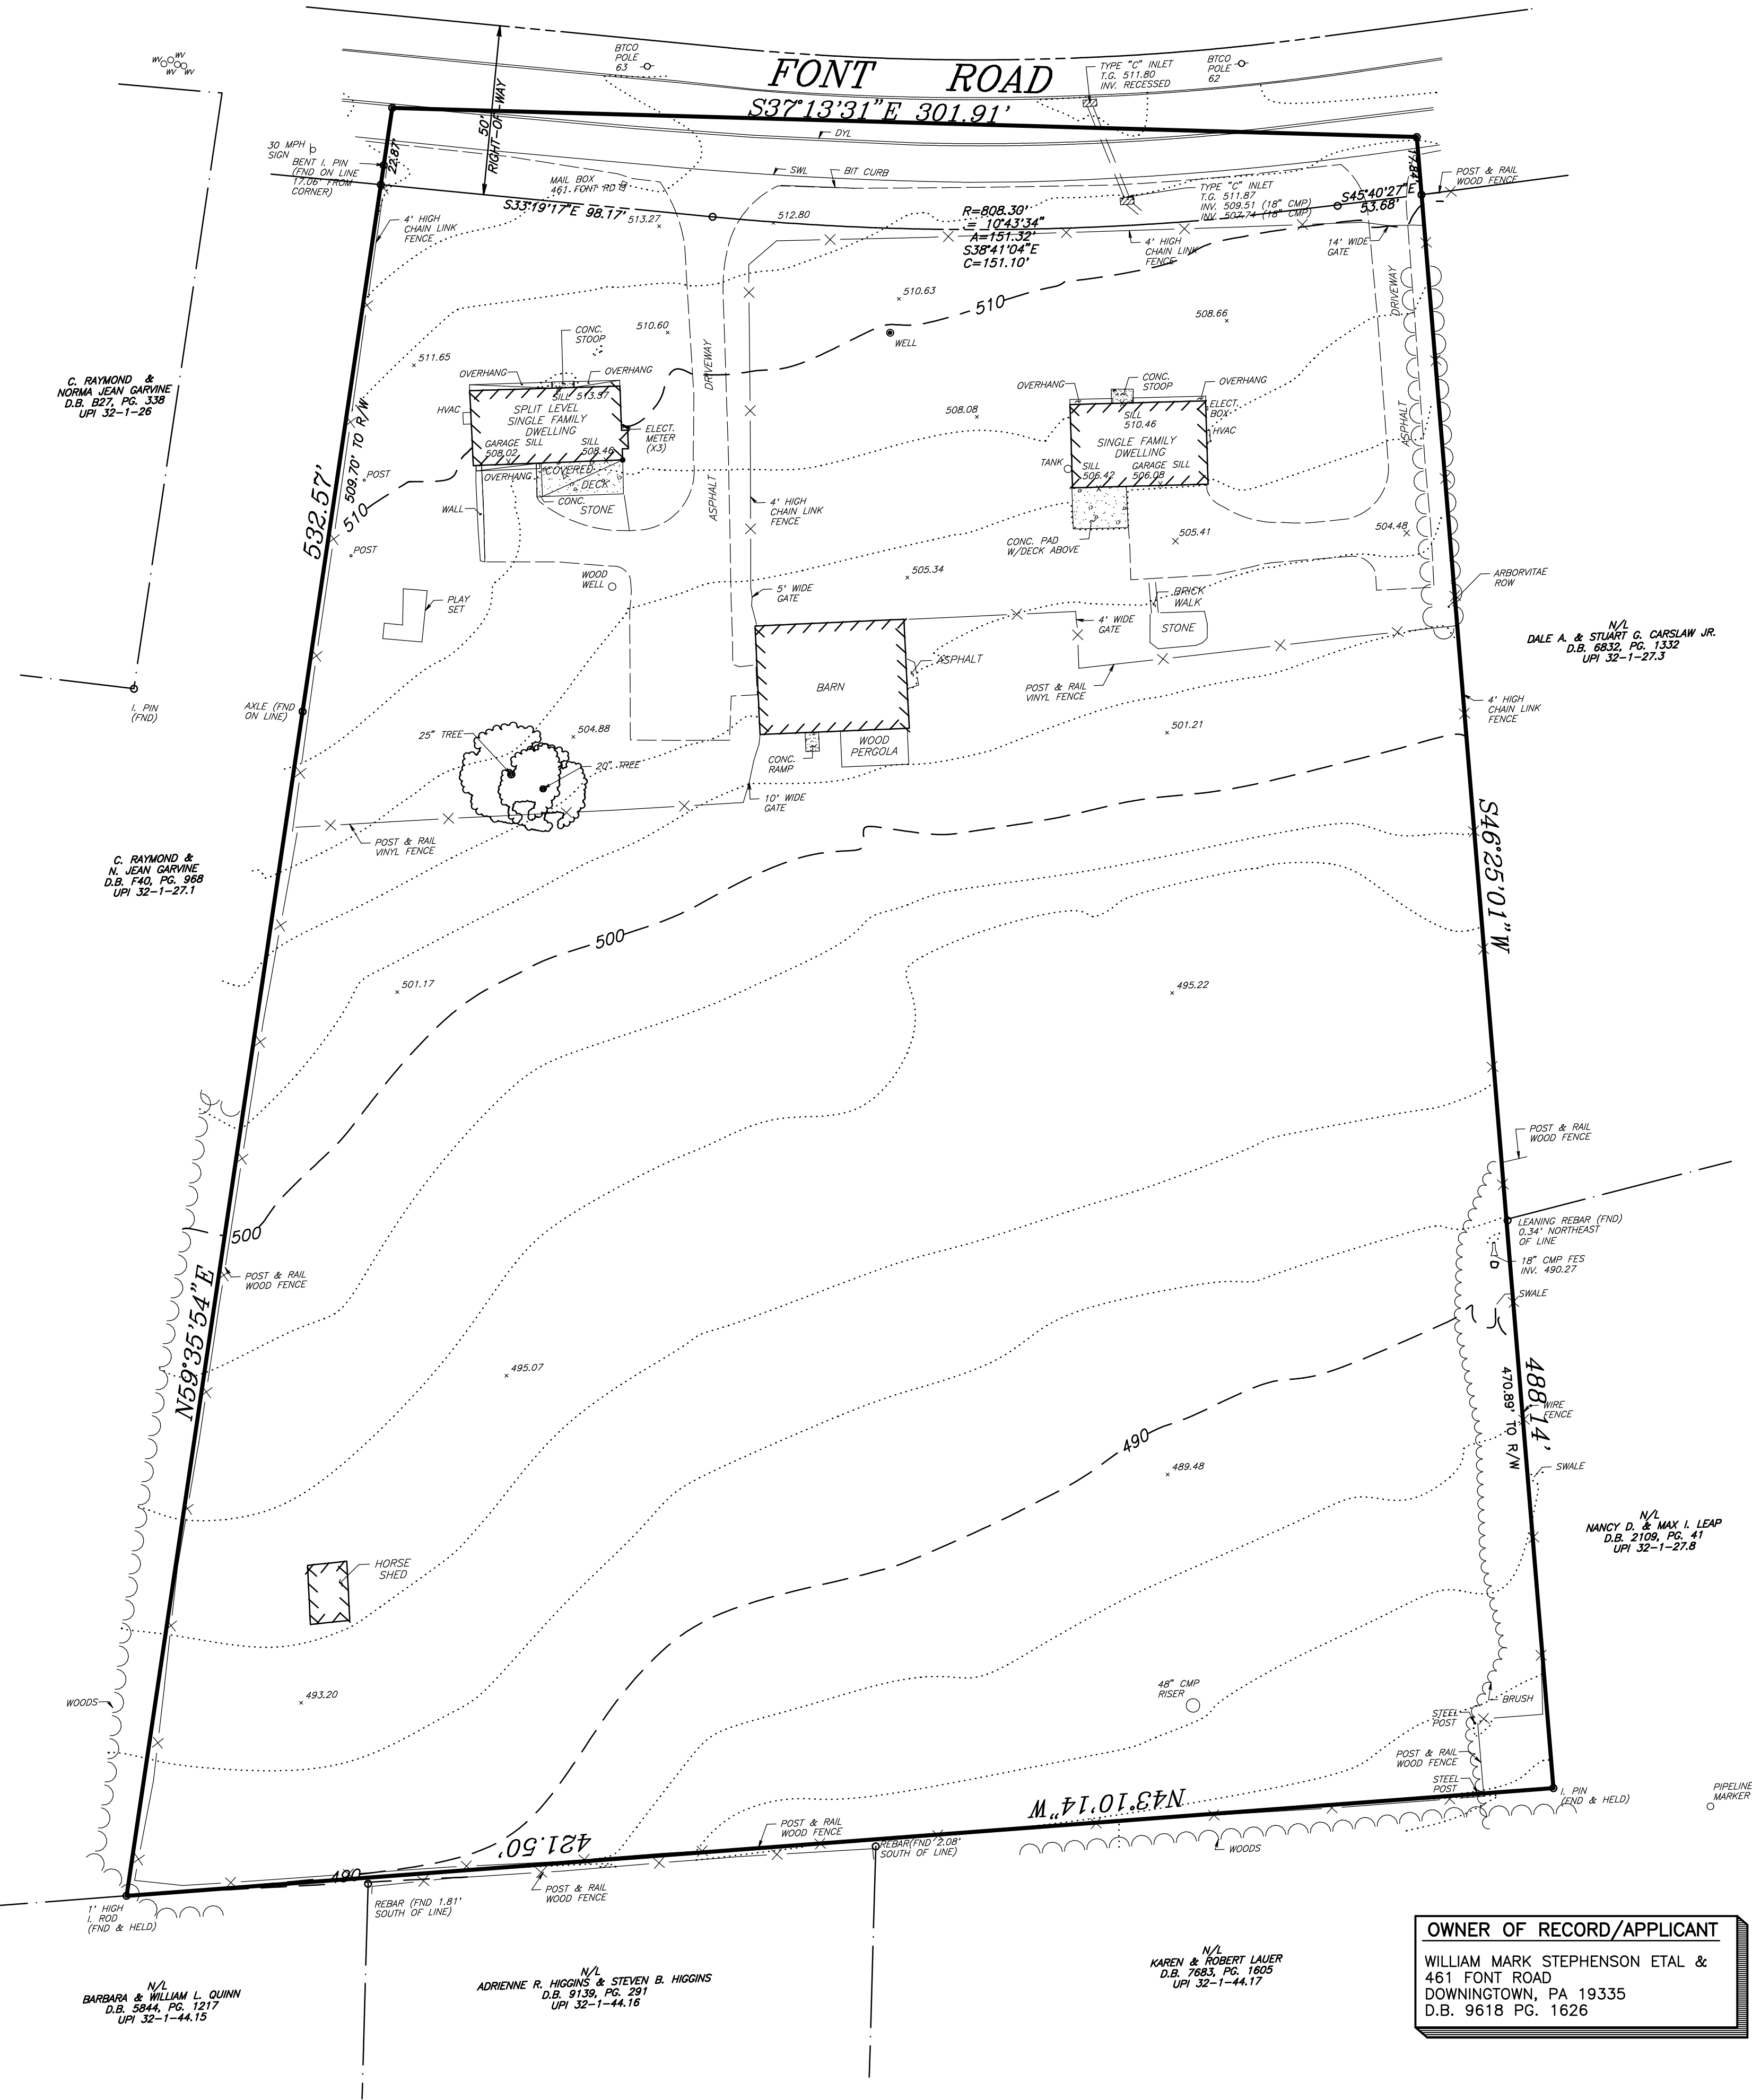 FONT ROAD
S37°13'31"E 301.91'
WV
WV
WV
WV
BTCO
POLE
63
TYPE "C" INLET
T.G. 511.80
INV. RECESSED
BTCO
POLE
62
50'
RIGHT-OF-WAY
22.87'
DYL
SWL
BIT CURB
30 MPH
SIGN
BENT I. PIN
(FND ON LINE
17.06' FROM
CORNER)
MAIL BOX
461 FONT RD
POST & RAIL
WOOD FENCE
S33°19'17"E 98.17'
513.27
512.80
R=808.30'
= 10°43'34"
A=151.32'
S38°41'04"E
C=151.10'
TYPE "C" INLET
T.G. 511.87
INV. 509.51 (18" CMP)
INV. 507.74 (18" CMP)
S45°40'27"E
53.68'
4' HIGH
CHAIN LINK
FENCE
4' HIGH
CHAIN LINK
FENCE
14' WIDE
GATE
DRIVEWAY
ASPHALT
510.63
510
508.66
WELL
CONC.
STOOP
510.60
511.65
OVERHANG
OVERHANG
SILL 513.57
SPLIT LEVEL
SINGLE FAMILY
DWELLING
HVAC
GARAGE SILL
508.02
SILL
508.46
ELECT.
METER
(X3)
OVERHANG
COVERED
DECK
CONC.
STONE
WALL
DRIVEWAY
ASPHALT
C. RAYMOND &
NORMA JEAN GARVINE
D.B. B27, PG. 338
UPI 32-1-26
532.57'
509.70' TO R/W
510
POST
POST
508.08
OVERHANG
CONC.
STOOP
OVERHANG
SILL
510.46
ELECT.
BOX
HVAC
SINGLE FAMILY
DWELLING
TANK
SILL
506.42
GARAGE SILL
506.08
4' HIGH
CHAIN LINK
FENCE
CONC. PAD
W/DECK ABOVE
505.41
504.48
505.34
WOOD
WELL
5' WIDE
GATE
PLAY
SET
BRICK
WALK
STONE
4' WIDE
GATE
ARBORVITAE
ROW
N/L
DALE A. & STUART G. CARSLAW JR.
D.B. 6832, PG. 1332
UPI 32-1-27.3
BARN
ASPHALT
POST & RAIL
VINYL FENCE
4' HIGH
CHAIN LINK
FENCE
I. PIN
(FND)
AXLE (FND
ON LINE)
25" TREE
504.88
20" TREE
CONC.
RAMP
WOOD
PERGOLA
501.21
10' WIDE
GATE
POST & RAIL
VINYL FENCE
C. RAYMOND &
N. JEAN GARVINE
D.B. F40, PG. 968
UPI 32-1-27.1
S46°25'01"W
500
501.17
495.22
POST & RAIL
WOOD FENCE
500
LEANING REBAR (FND)
0.34' NORTHEAST
OF LINE
18" CMP FES
INV. 490.27
SWALE
N59°35'54"E
POST & RAIL
WOOD FENCE
495.07
488.14'
470.89' TO R/W
WIRE
FENCE
490
489.48
SWALE
N/L
NANCY D. & MAX I. LEAP
D.B. 2109, PG. 41
UPI 32-1-27.8
HORSE
SHED
WOODS
493.20
48" CMP
RISER
BRUSH
STEEL
POST
POST & RAIL
WOOD FENCE
STEEL
POST
I. PIN
(FND & HELD)
PIPELINE
MARKER
N43°10'14"W
421.50'
POST & RAIL
WOOD FENCE
REBAR(FND 2.08'
SOUTH OF LINE)
WOODS
490
POST & RAIL
WOOD FENCE
REBAR (FND 1.81'
SOUTH OF LINE)
1' HIGH
I. ROD
(FND & HELD)
N/L
BARBARA & WILLIAM L. QUINN
D.B. 5844, PG. 1217
UPI 32-1-44.15
N/L
ADRIENNE R. HIGGINS & STEVEN B. HIGGINS
D.B. 9139, PG. 291
UPI 32-1-44.16
N/L
KAREN & ROBERT LAUER
D.B. 7683, PG. 1605
UPI 32-1-44.17
OWNER OF RECORD/APPLICANT
WILLIAM MARK STEPHENSON ETAL &
461 FONT ROAD
DOWNINGTOWN, PA 19335
D.B. 9618 PG. 1626